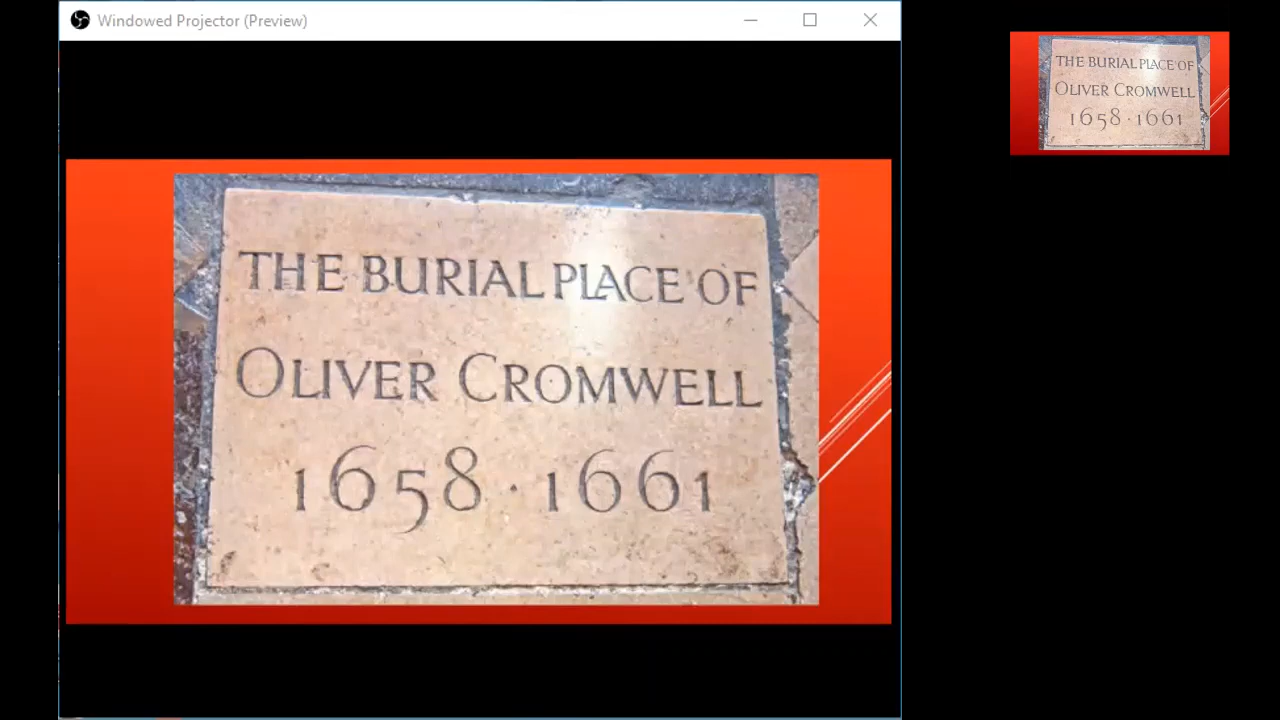 Windowed Projector (Preview)
THE BURIAL PLACE OF
OLIVER CROMWELL
1658 · 1661
THE BURIAL PLACE OF
OLIVER CROMWELL
1658 · 1661